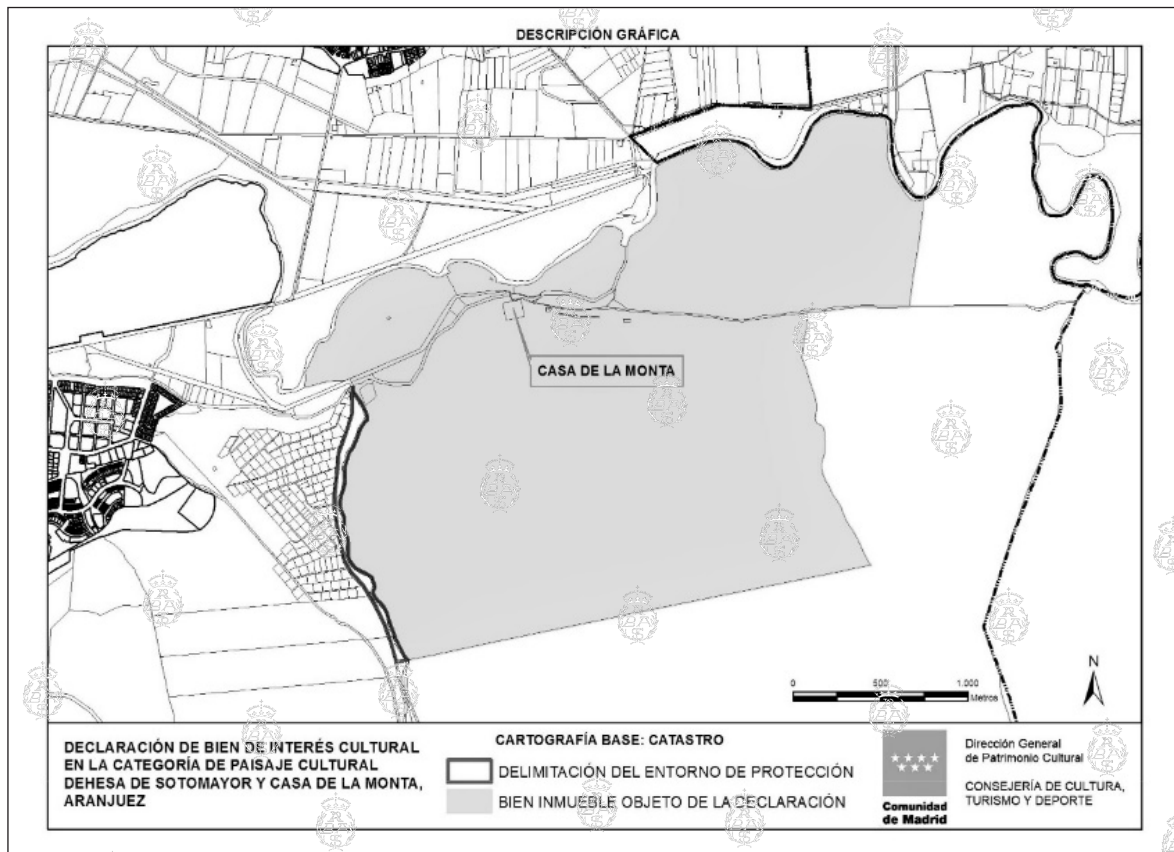 DESCRIPCIÓN GRÁFICA
CASA DE LA MONTA
N
0 500 1.000
Metros
DECLARACIÓN DE BIEN DE INTERÉS CULTURAL
EN LA CATEGORÍA DE PAISAJE CULTURAL
DEHESA DE SOTOMAYOR Y CASA DE LA MONTA,
ARANJUEZ
CARTOGRAFÍA BASE: CATASTRO
DELIMITACIÓN DEL ENTORNO DE PROTECCIÓN
BIEN INMUEBLE OBJETO DE LA DECLARACIÓN
Comunidad
de Madrid
Dirección General
de Patrimonio Cultural
CONSEJERÍA DE CULTURA,
TURISMO Y DEPORTE